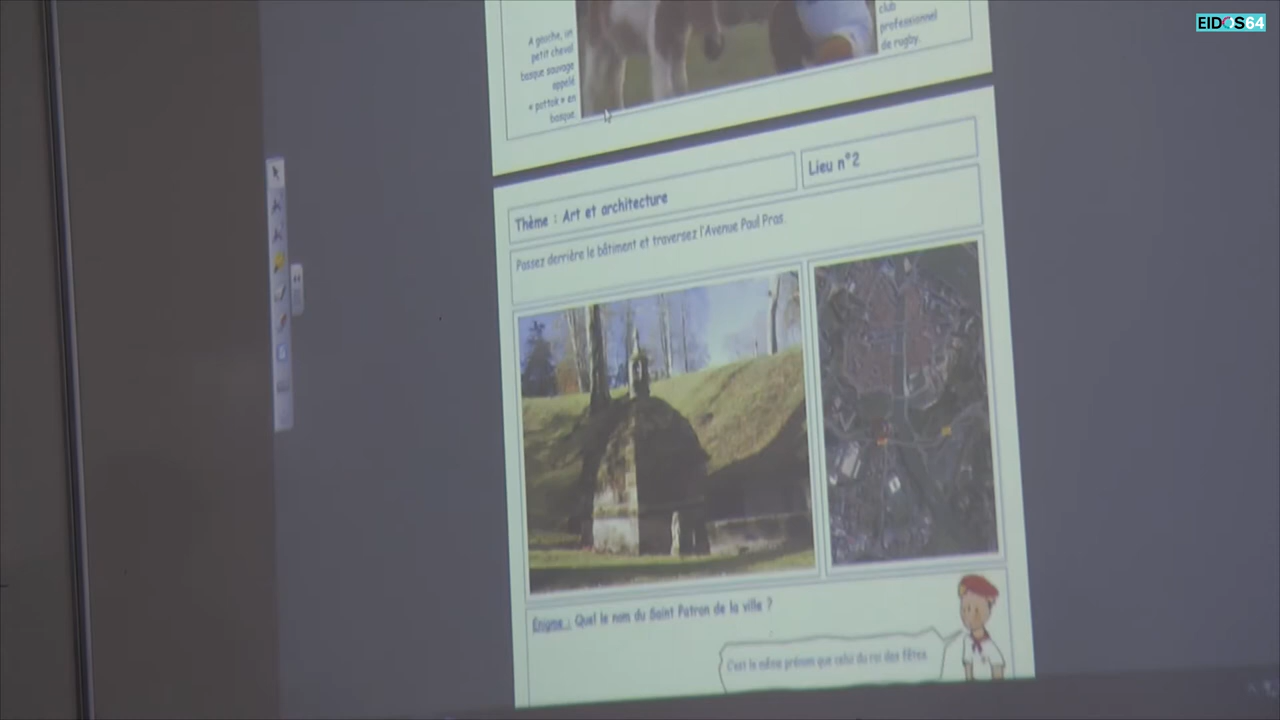 EIDOS64
club
professionnel
de rugby.
A gauche, un
petit cheval
basque sauvage
appelé
« pottok » en
basque.
Thème : Art et architecture
Lieu n°2
Passez derrière le bâtiment et traversez l'Avenue Paul Pras.
Énigme : Quel le nom du Saint Patron de la ville ?
C'est le même prénom que celui du roi des fêtes.